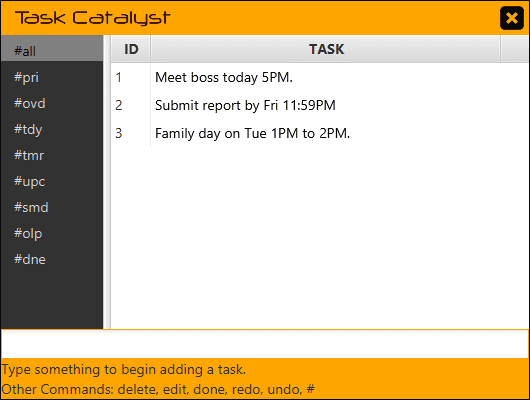 Task Catalyst
#all
#pri
#ovd
#tdy
#tmr
#upc
#smd
#olp
#dne
ID TASK
1 Meet boss today 5PM.
2 Submit report by Fri 11:59PM
3 Family day on Tue 1PM to 2PM.
Type something to begin adding a task.
Other Commands: delete, edit, done, redo, undo, #